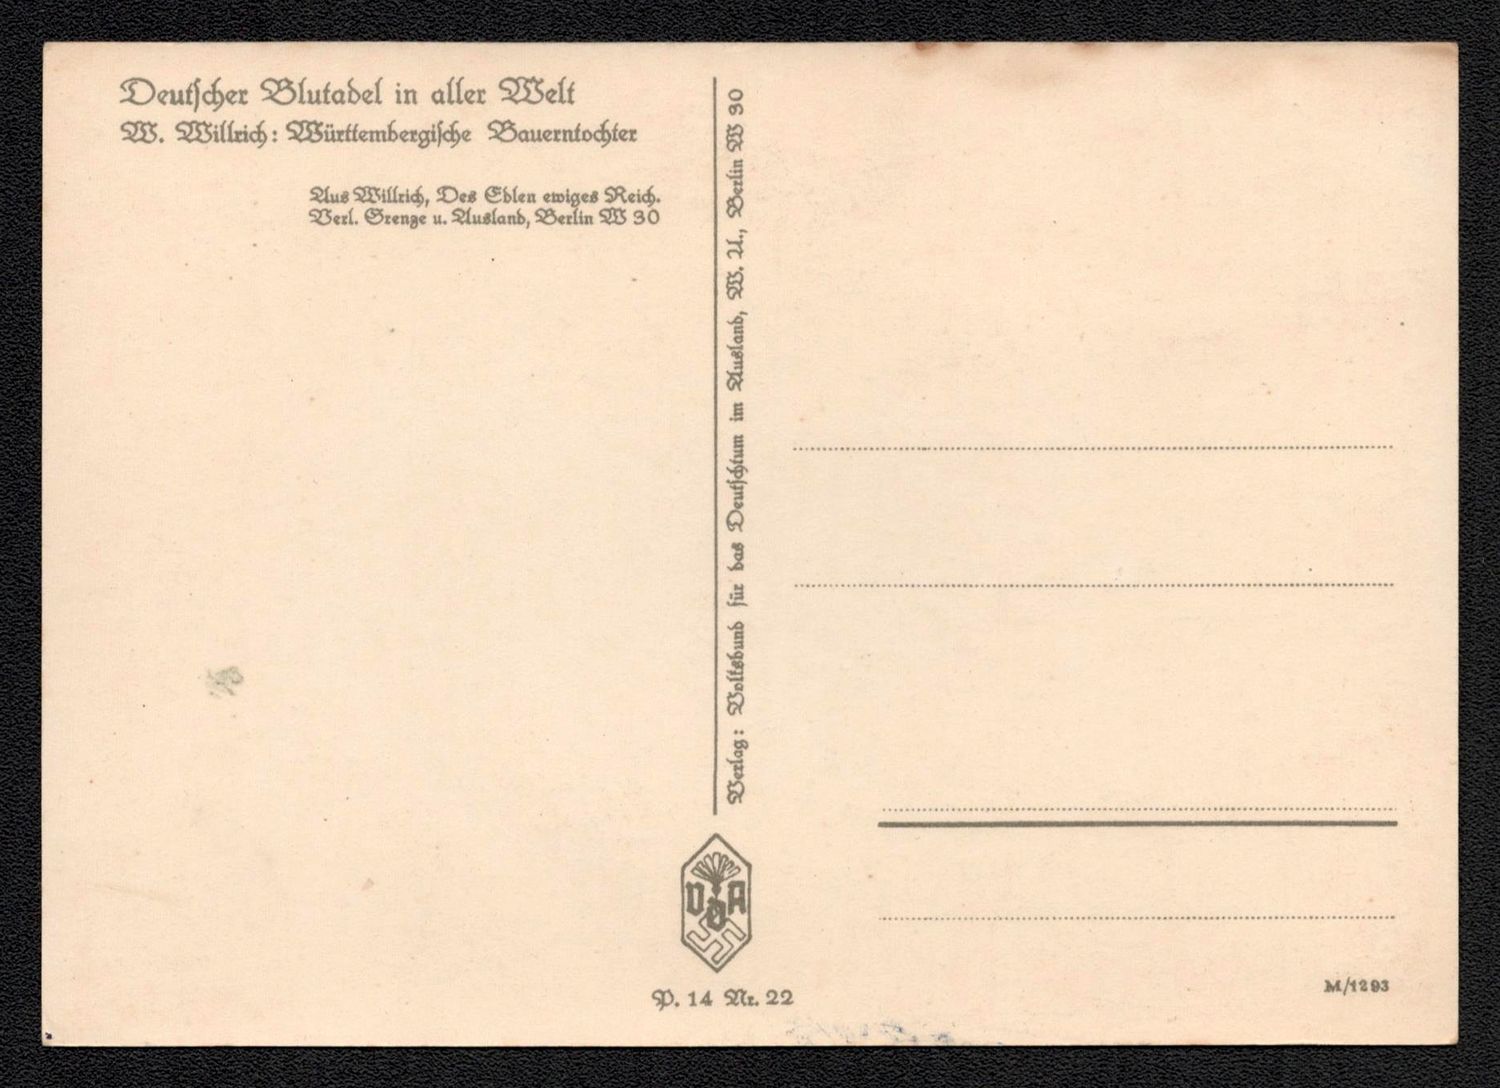 Deutscher Blutadel in aller Welt
W. Willrich: Württembergische Bauerntochter
Aus Willrich, Des Edlen ewiges Reich.
Verl. Grenze u. Ausland, Berlin W 30
Verlag: Volksbund für das Deutschtum im Ausland, W. U., Berlin W 30
VDA
P. 14 Nr. 22
M/1293